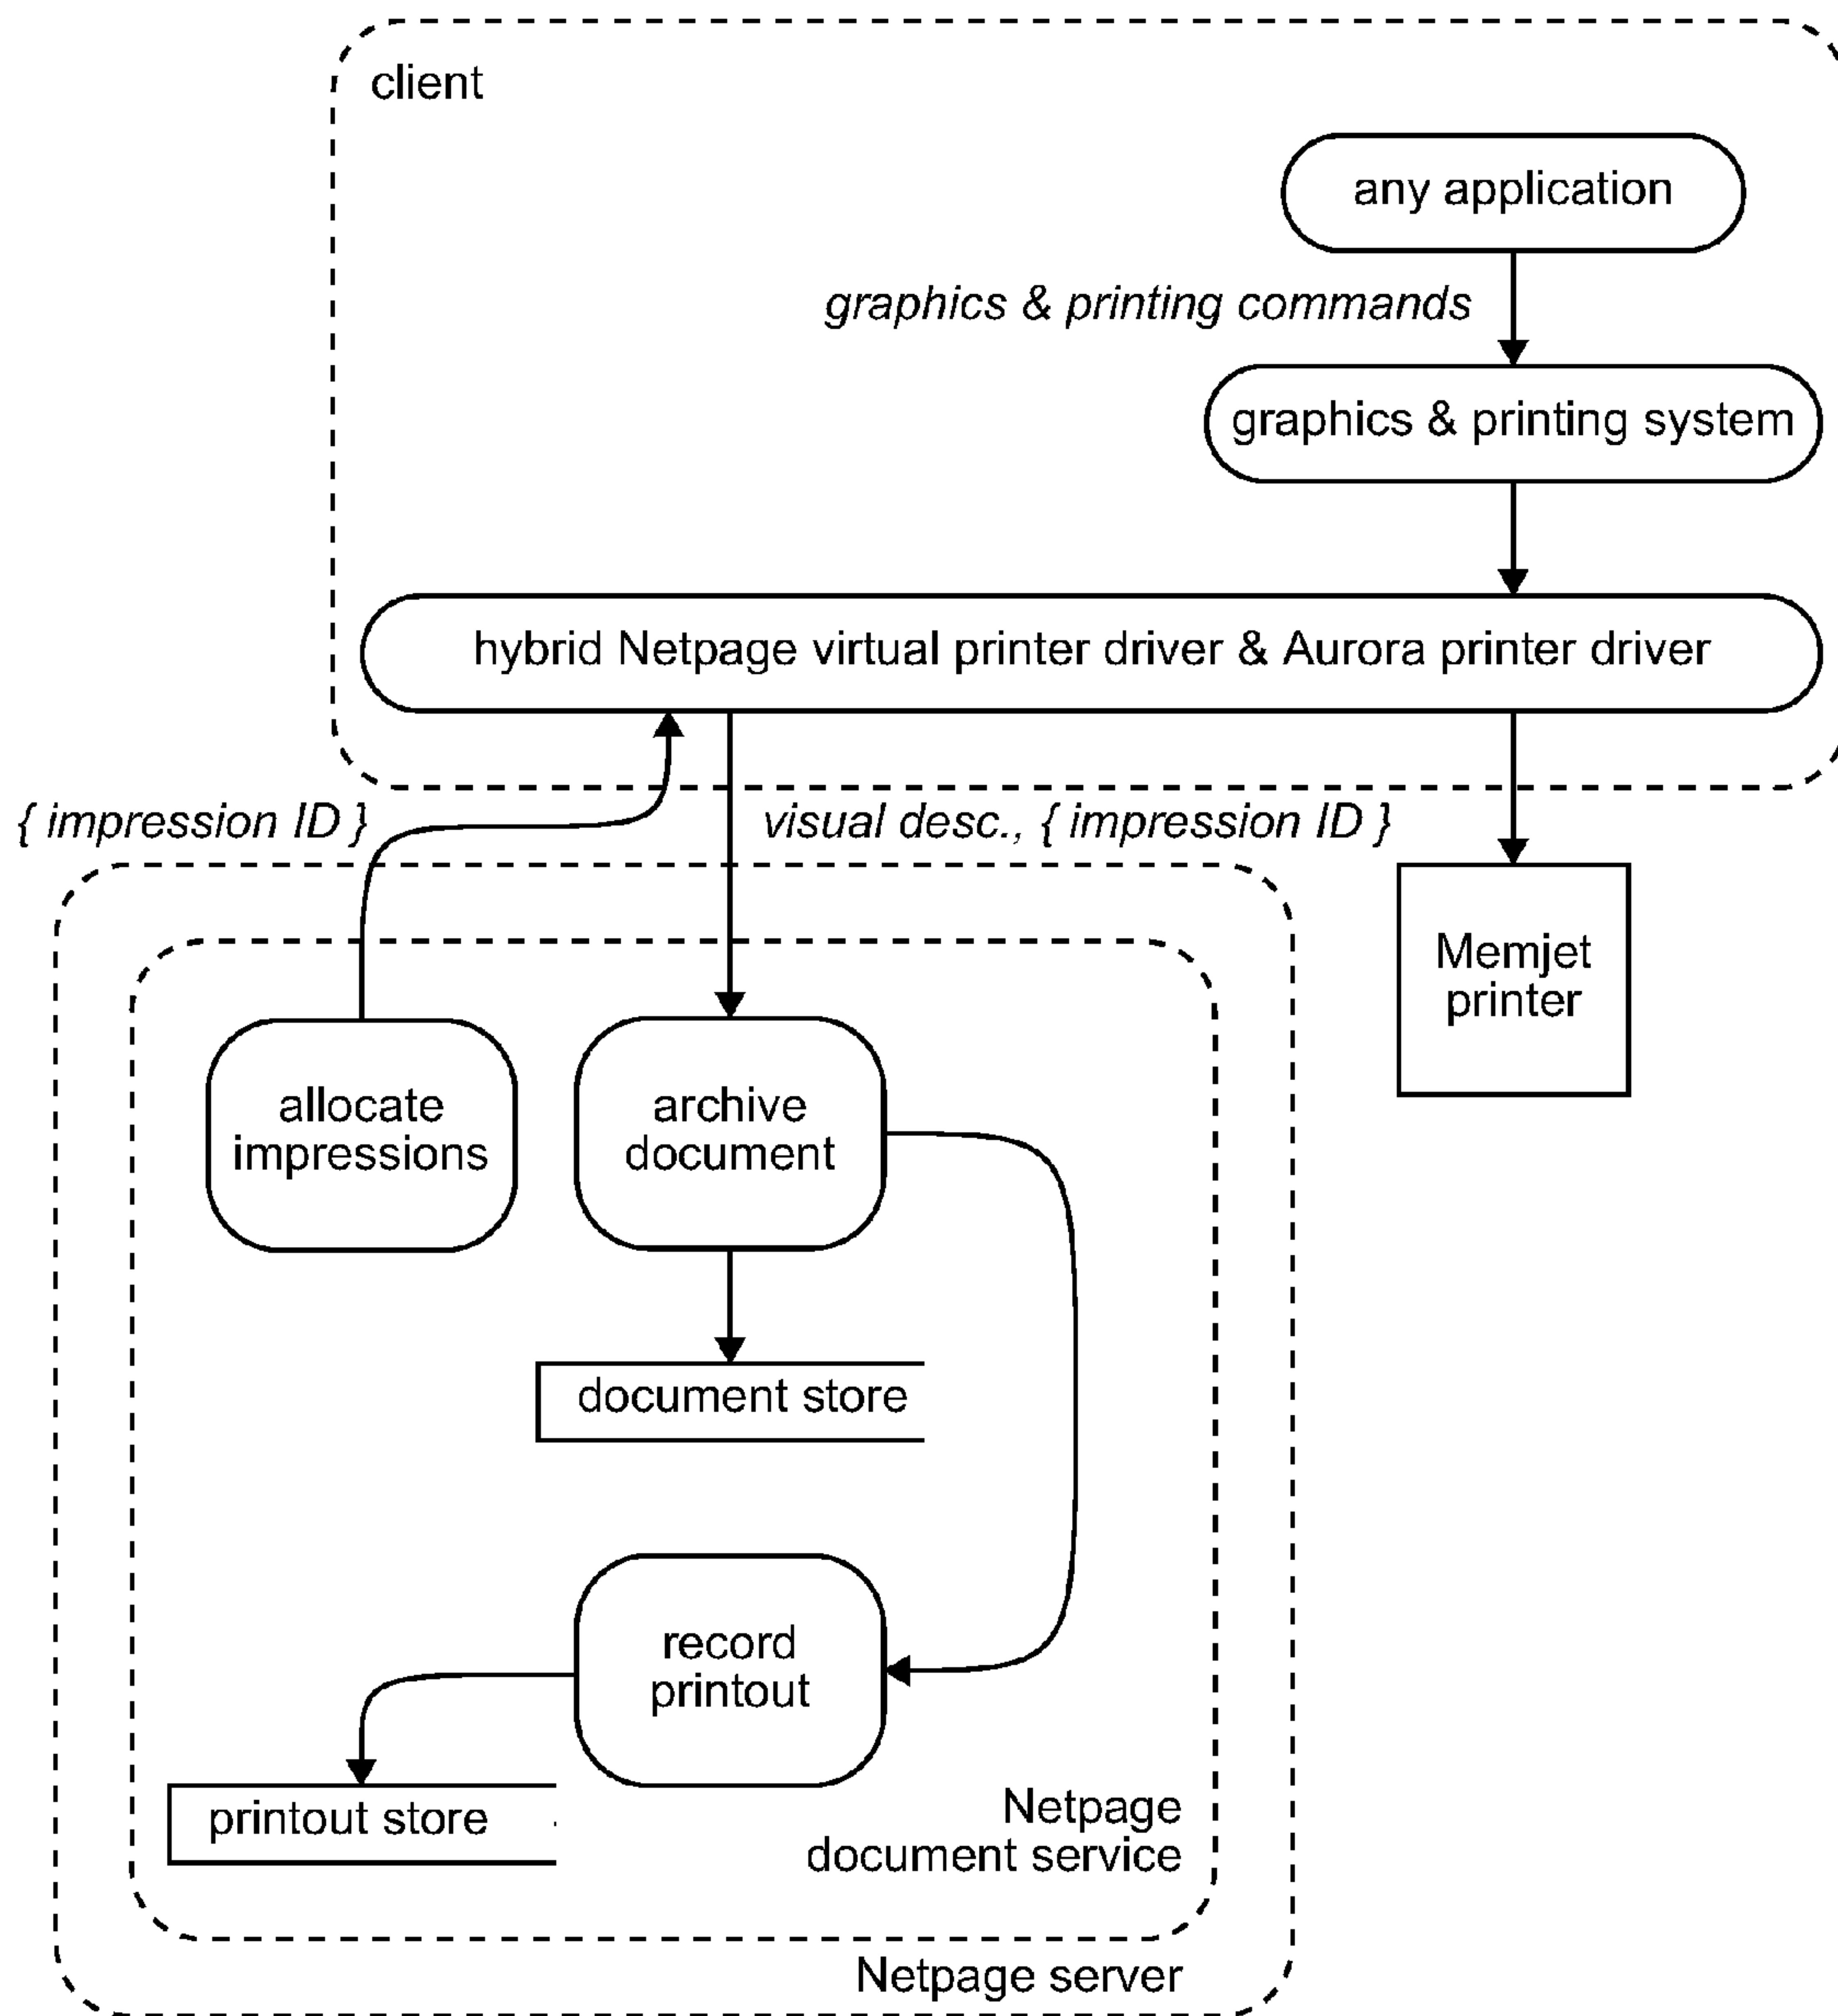 client
any application
graphics & printing commands
graphics & printing system
hybrid Netpage virtual printer driver & Aurora printer driver
{ impression ID }
visual desc., { impression ID }
Memjet
printer
allocate
impressions
archive
document
document store
record
printout
printout store
Netpage
document service
Netpage server